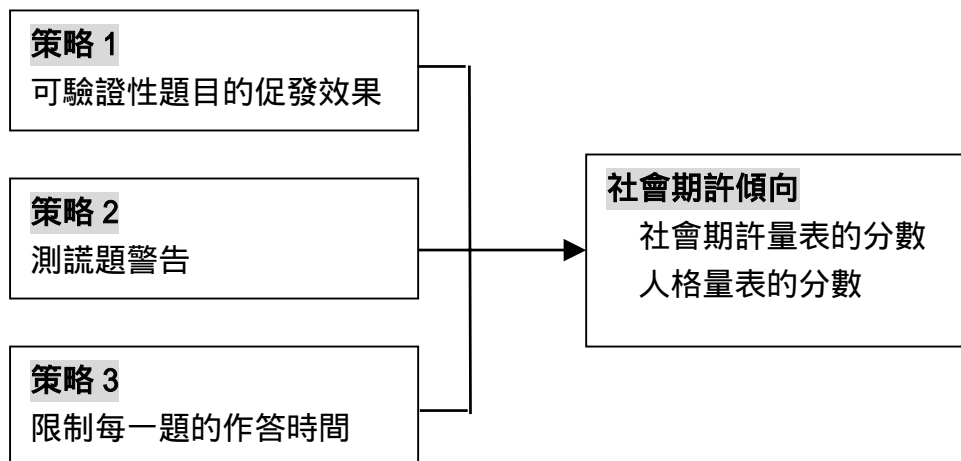 策略 1
可驗證性題目的促發效果
策略 2
測謊題警告
策略 3
限制每一題的作答時間
社會期許傾向
社會期許量表的分數
人格量表的分數